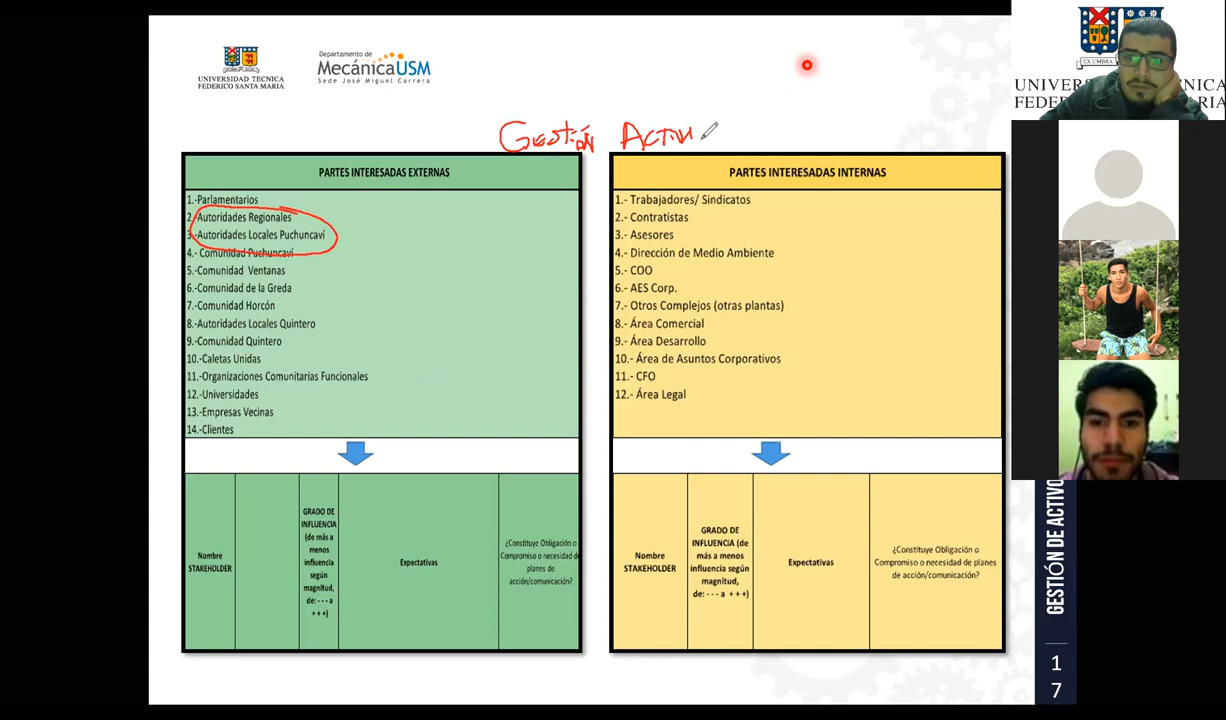 UNIVERSIDAD TECNICA
FEDERICO SANTA MARIA
Departamento de
MecánicaUSM
Sede José Miguel Carrera
EX UMBRA
Gestión Activ
PARTES INTERESADAS EXTERNAS
1.-Parlamentarios
2.-Autoridades Regionales
3.-Autoridades Locales Puchuncaví
4.- Comunidad Puchuncaví
5.-Comunidad Ventanas
6.-Comunidad de la Greda
7.-Comunidad Horcón
8.-Autoridades Locales Quintero
9.-Comunidad Quintero
10.-Caletas Unidas
11.-Organizaciones Comunitarias Funcionales
12.-Universidades
13.-Empresas Vecinas
14.-Clientes
Nombre
STAKEHOLDER
GRADO DE
INFLUENCIA
(de más a
menos
influencia
según
magnitud,
de: - - - a
+ + +)
Expectativas
¿Constituye Obligación o
Compromiso o necesidad de
planes de
acción/comunicación?
PARTES INTERESADAS INTERNAS
1.- Trabajadores/ Sindicatos
2.- Contratistas
3.- Asesores
4.- Dirección de Medio Ambiente
5.- COO
6.- AES Corp.
7.- Otros Complejos (otras plantas)
8.- Área Comercial
9.- Área Desarrollo
10.- Área de Asuntos Corporativos
11.- CFO
12.- Área Legal
Nombre
STAKEHOLDER
GRADO DE
INFLUENCIA (de
más a menos
influencia según
magnitud,
de: - - - a + + +)
Expectativas
¿Constituye Obligación o
Compromiso o necesidad de planes
de acción/comunicación?
GESTIÓN DE ACTIVO
1
7